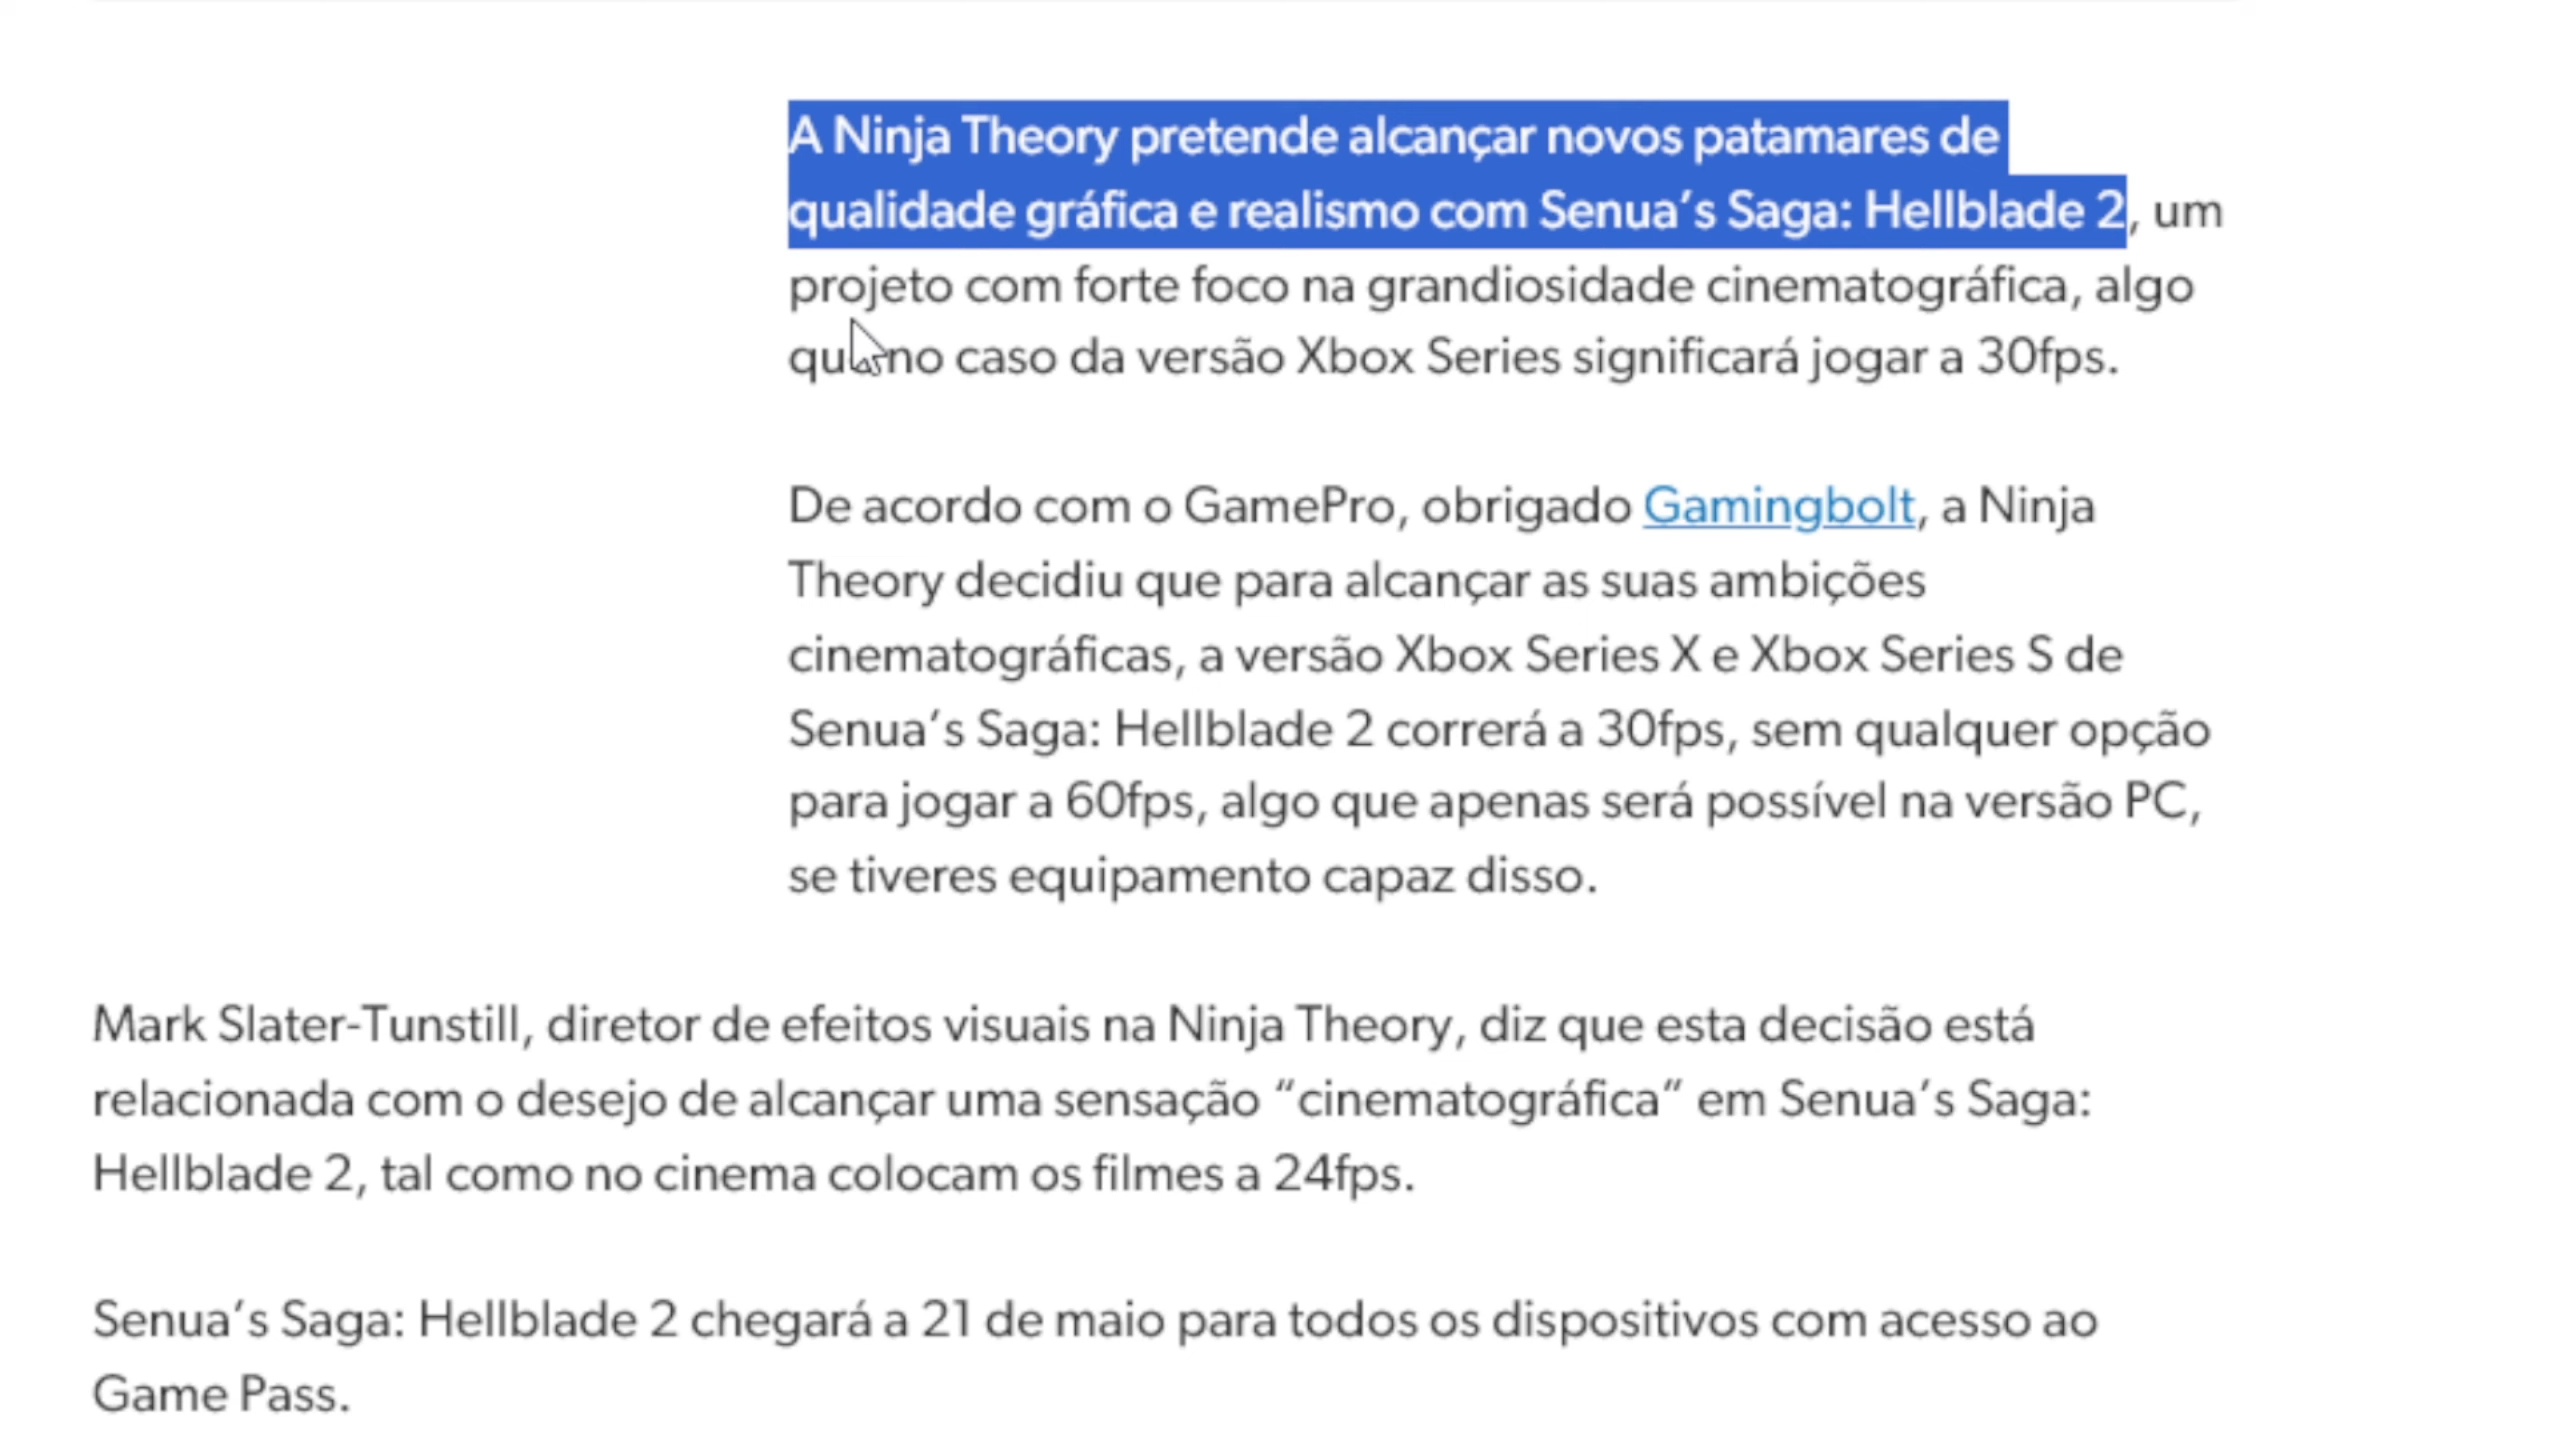 A Ninja Theory pretende alcançar novos patamares de
qualidade gráfica e realismo com Senua’s Saga: Hellblade 2, um
projeto com forte foco na grandiosidade cinematográfica, algo
no caso da versão Xbox Series significará jogar a 30fps.
De acordo com o GamePro, obrigado Gamingbolt, a Ninja
Theory decidiu que para alcançar as suas ambições
cinematográficas, a versão Xbox Series X e Xbox Series S de
Senua’s Saga: Hellblade 2 correrá a 30fps, sem qualquer opção
para jogar a 60fps, algo que apenas será possível na versão PC,
se tiveres equipamento capaz disso.
Mark Slater-Tunstill, diretor de efeitos visuais na Ninja Theory, diz que esta decisão está
relacionada com o desejo de alcançar uma sensação “cinematográfica” em Senua’s Saga:
Hellblade 2, tal como no cinema colocam os filmes a 24fps.
Senua’s Saga: Hellblade 2 chegará a 21 de maio para todos os dispositivos com acesso ao
Game Pass.